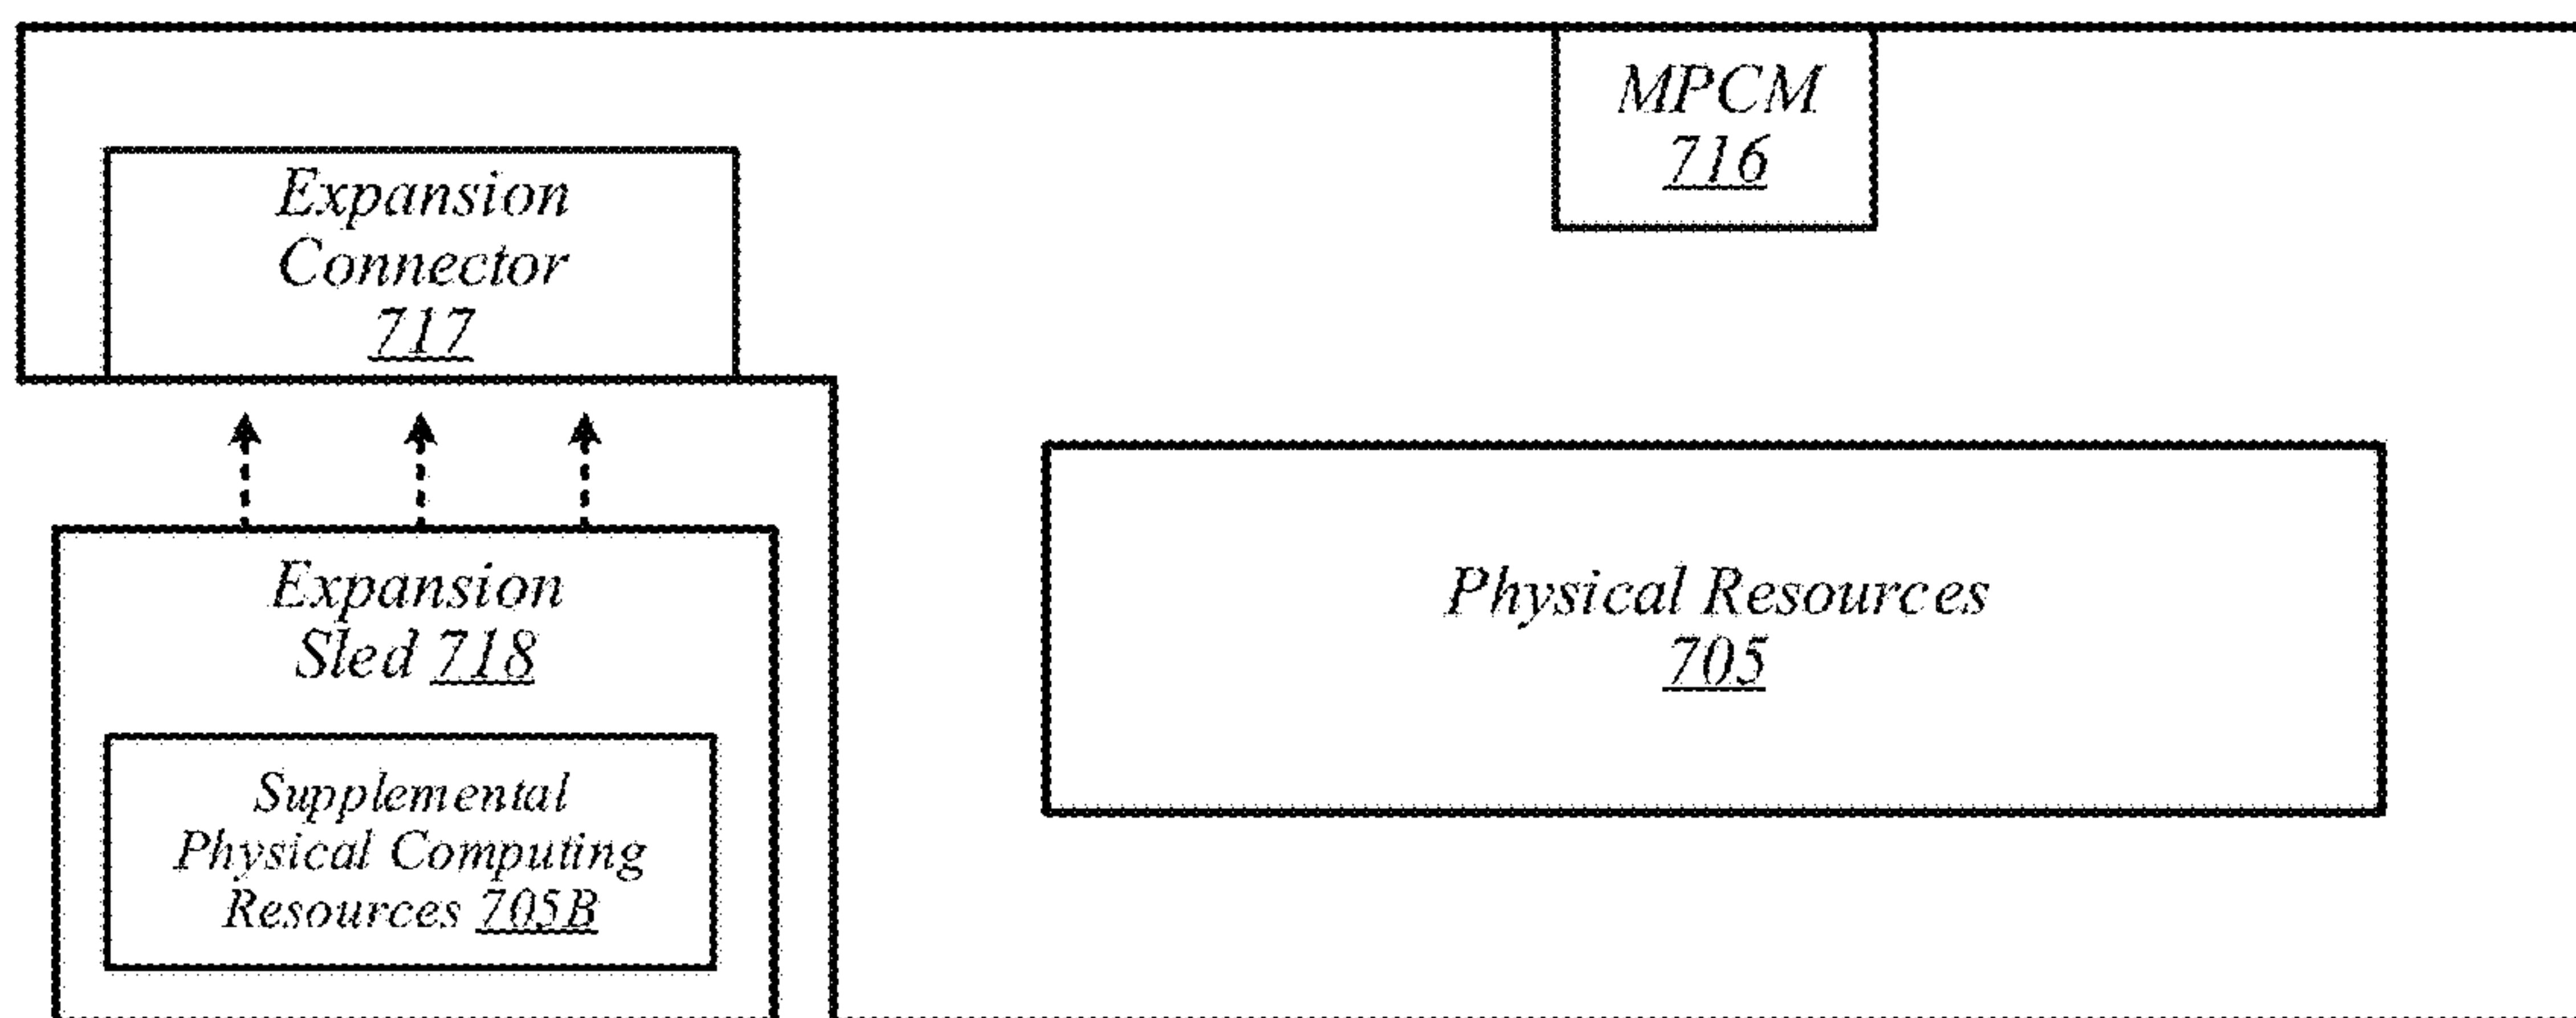 MPCM
716
Expansion
Connector
717
Expansion
Sled 718
Physical Resources
705
Supplemental
Physical Computing
Resources 705B